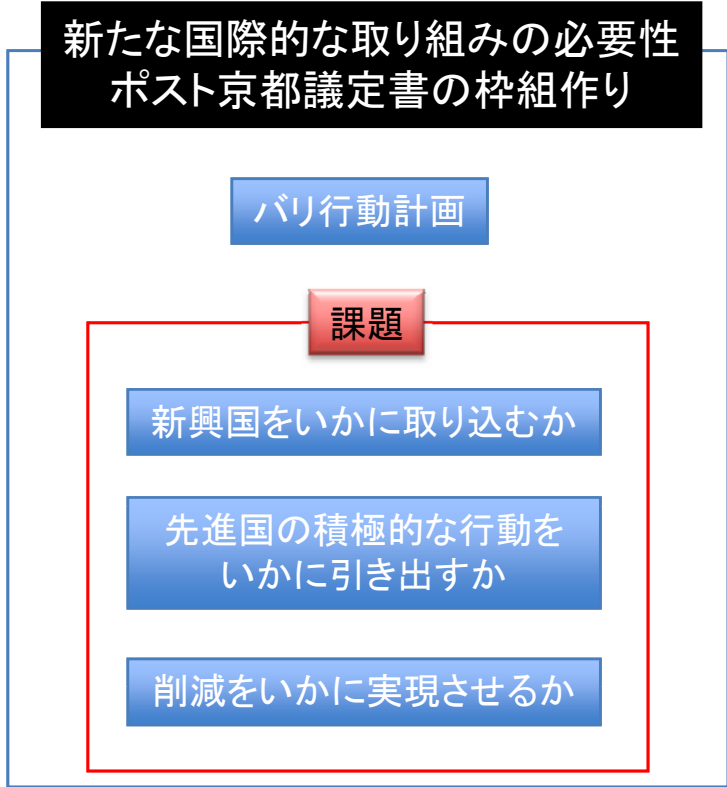 新たな国際的な取り組みの必要性
ポスト京都議定書の枠組作り
バリ行動計画
課題
新興国をいかに取り込むか
先進国の積極的な行動を
いかに引き出すか
削減をいかに実現させるか